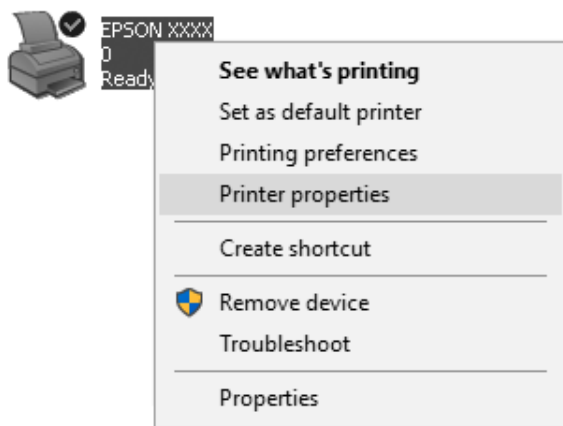 EPSON XXXX
0
Ready
See what's printing
Set as default printer
Printing preferences
Printer properties
Create shortcut
Remove device
Troubleshoot
Properties